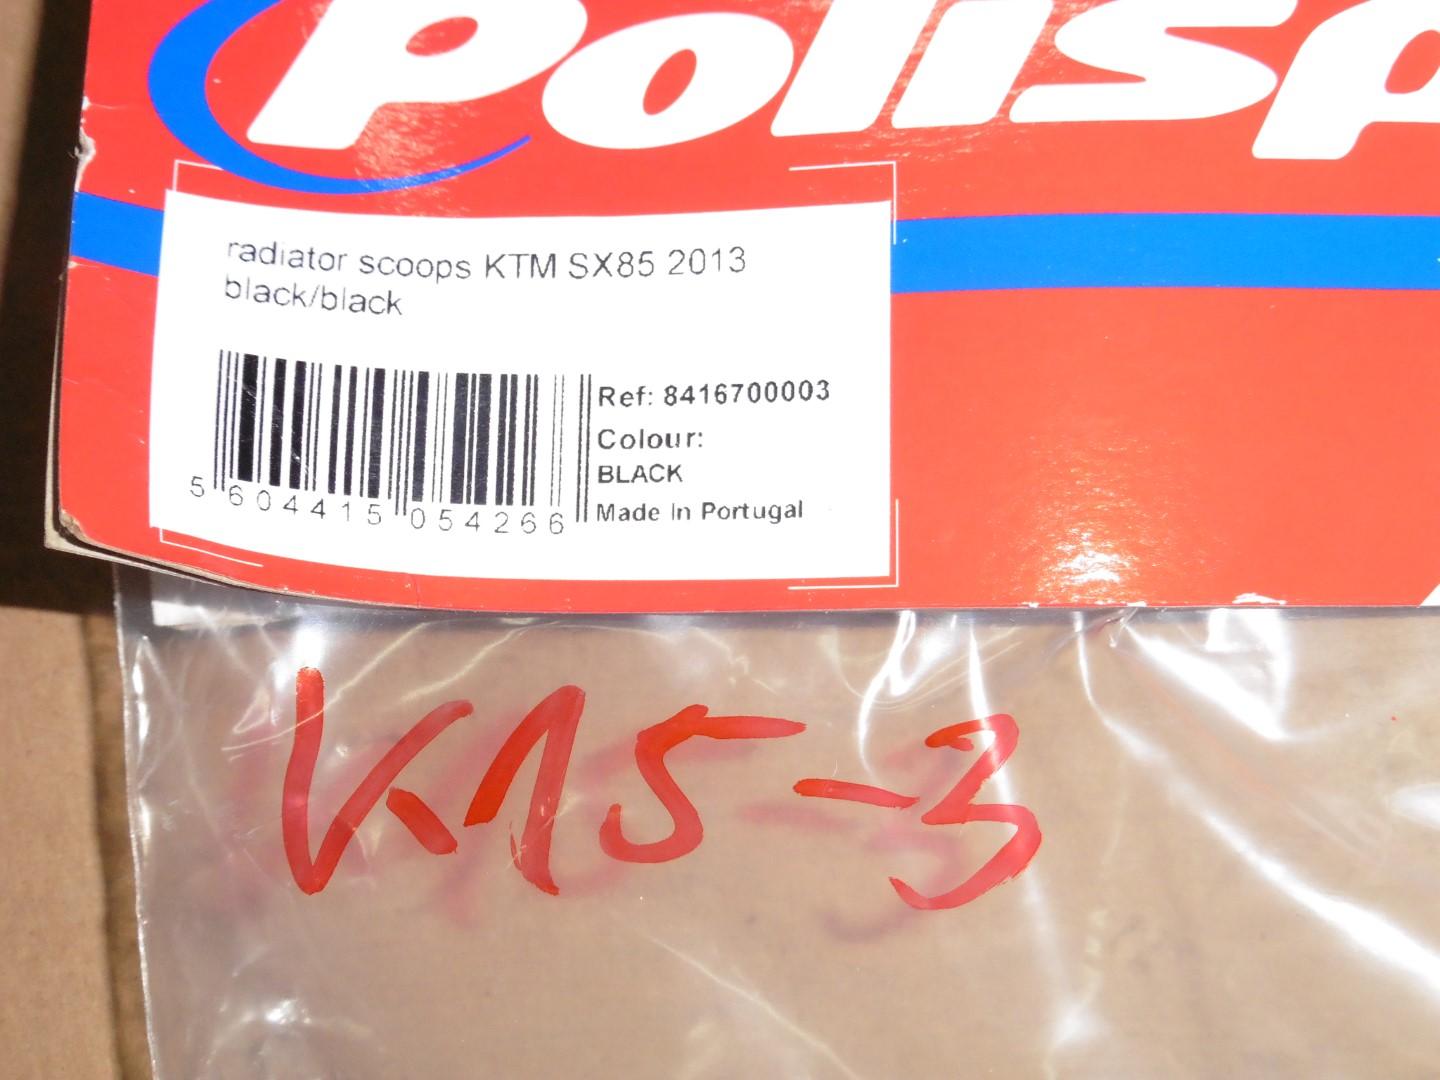 Polisp
radiator scoops KTM SX85 2013
black/black
Ref: 8416700003
Colour:
BLACK
Made In Portugal
5 604415 054266
K15-3